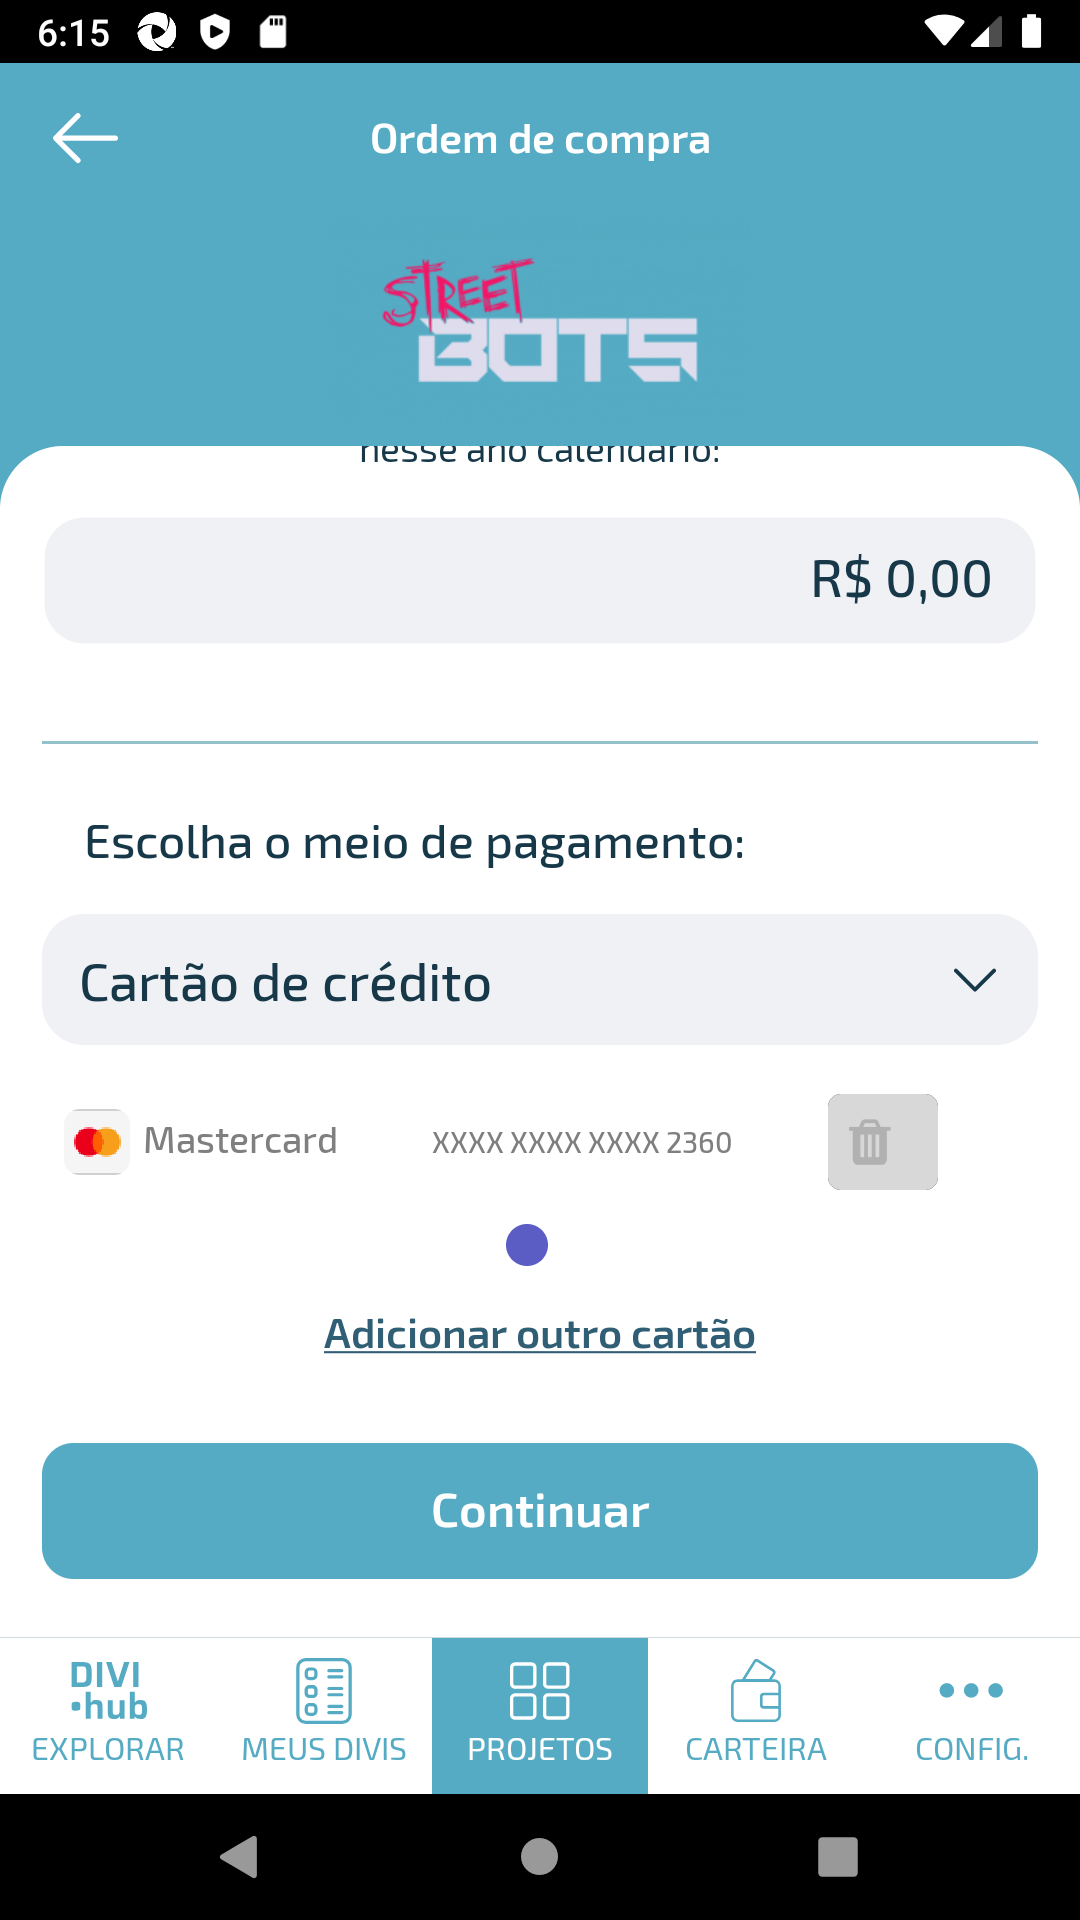 6:15
Ordem de compra
STREET
BOTS
nesse ano calendário:
R$ 0,00
Escolha o meio de pagamento:
Cartão de crédito
Mastercard XXXX XXXX XXXX 2360
Adicionar outro cartão
Continuar
DIVI
·hub
EXPLORAR MEUS DIVIS PROJETOS CARTEIRA CONFIG.